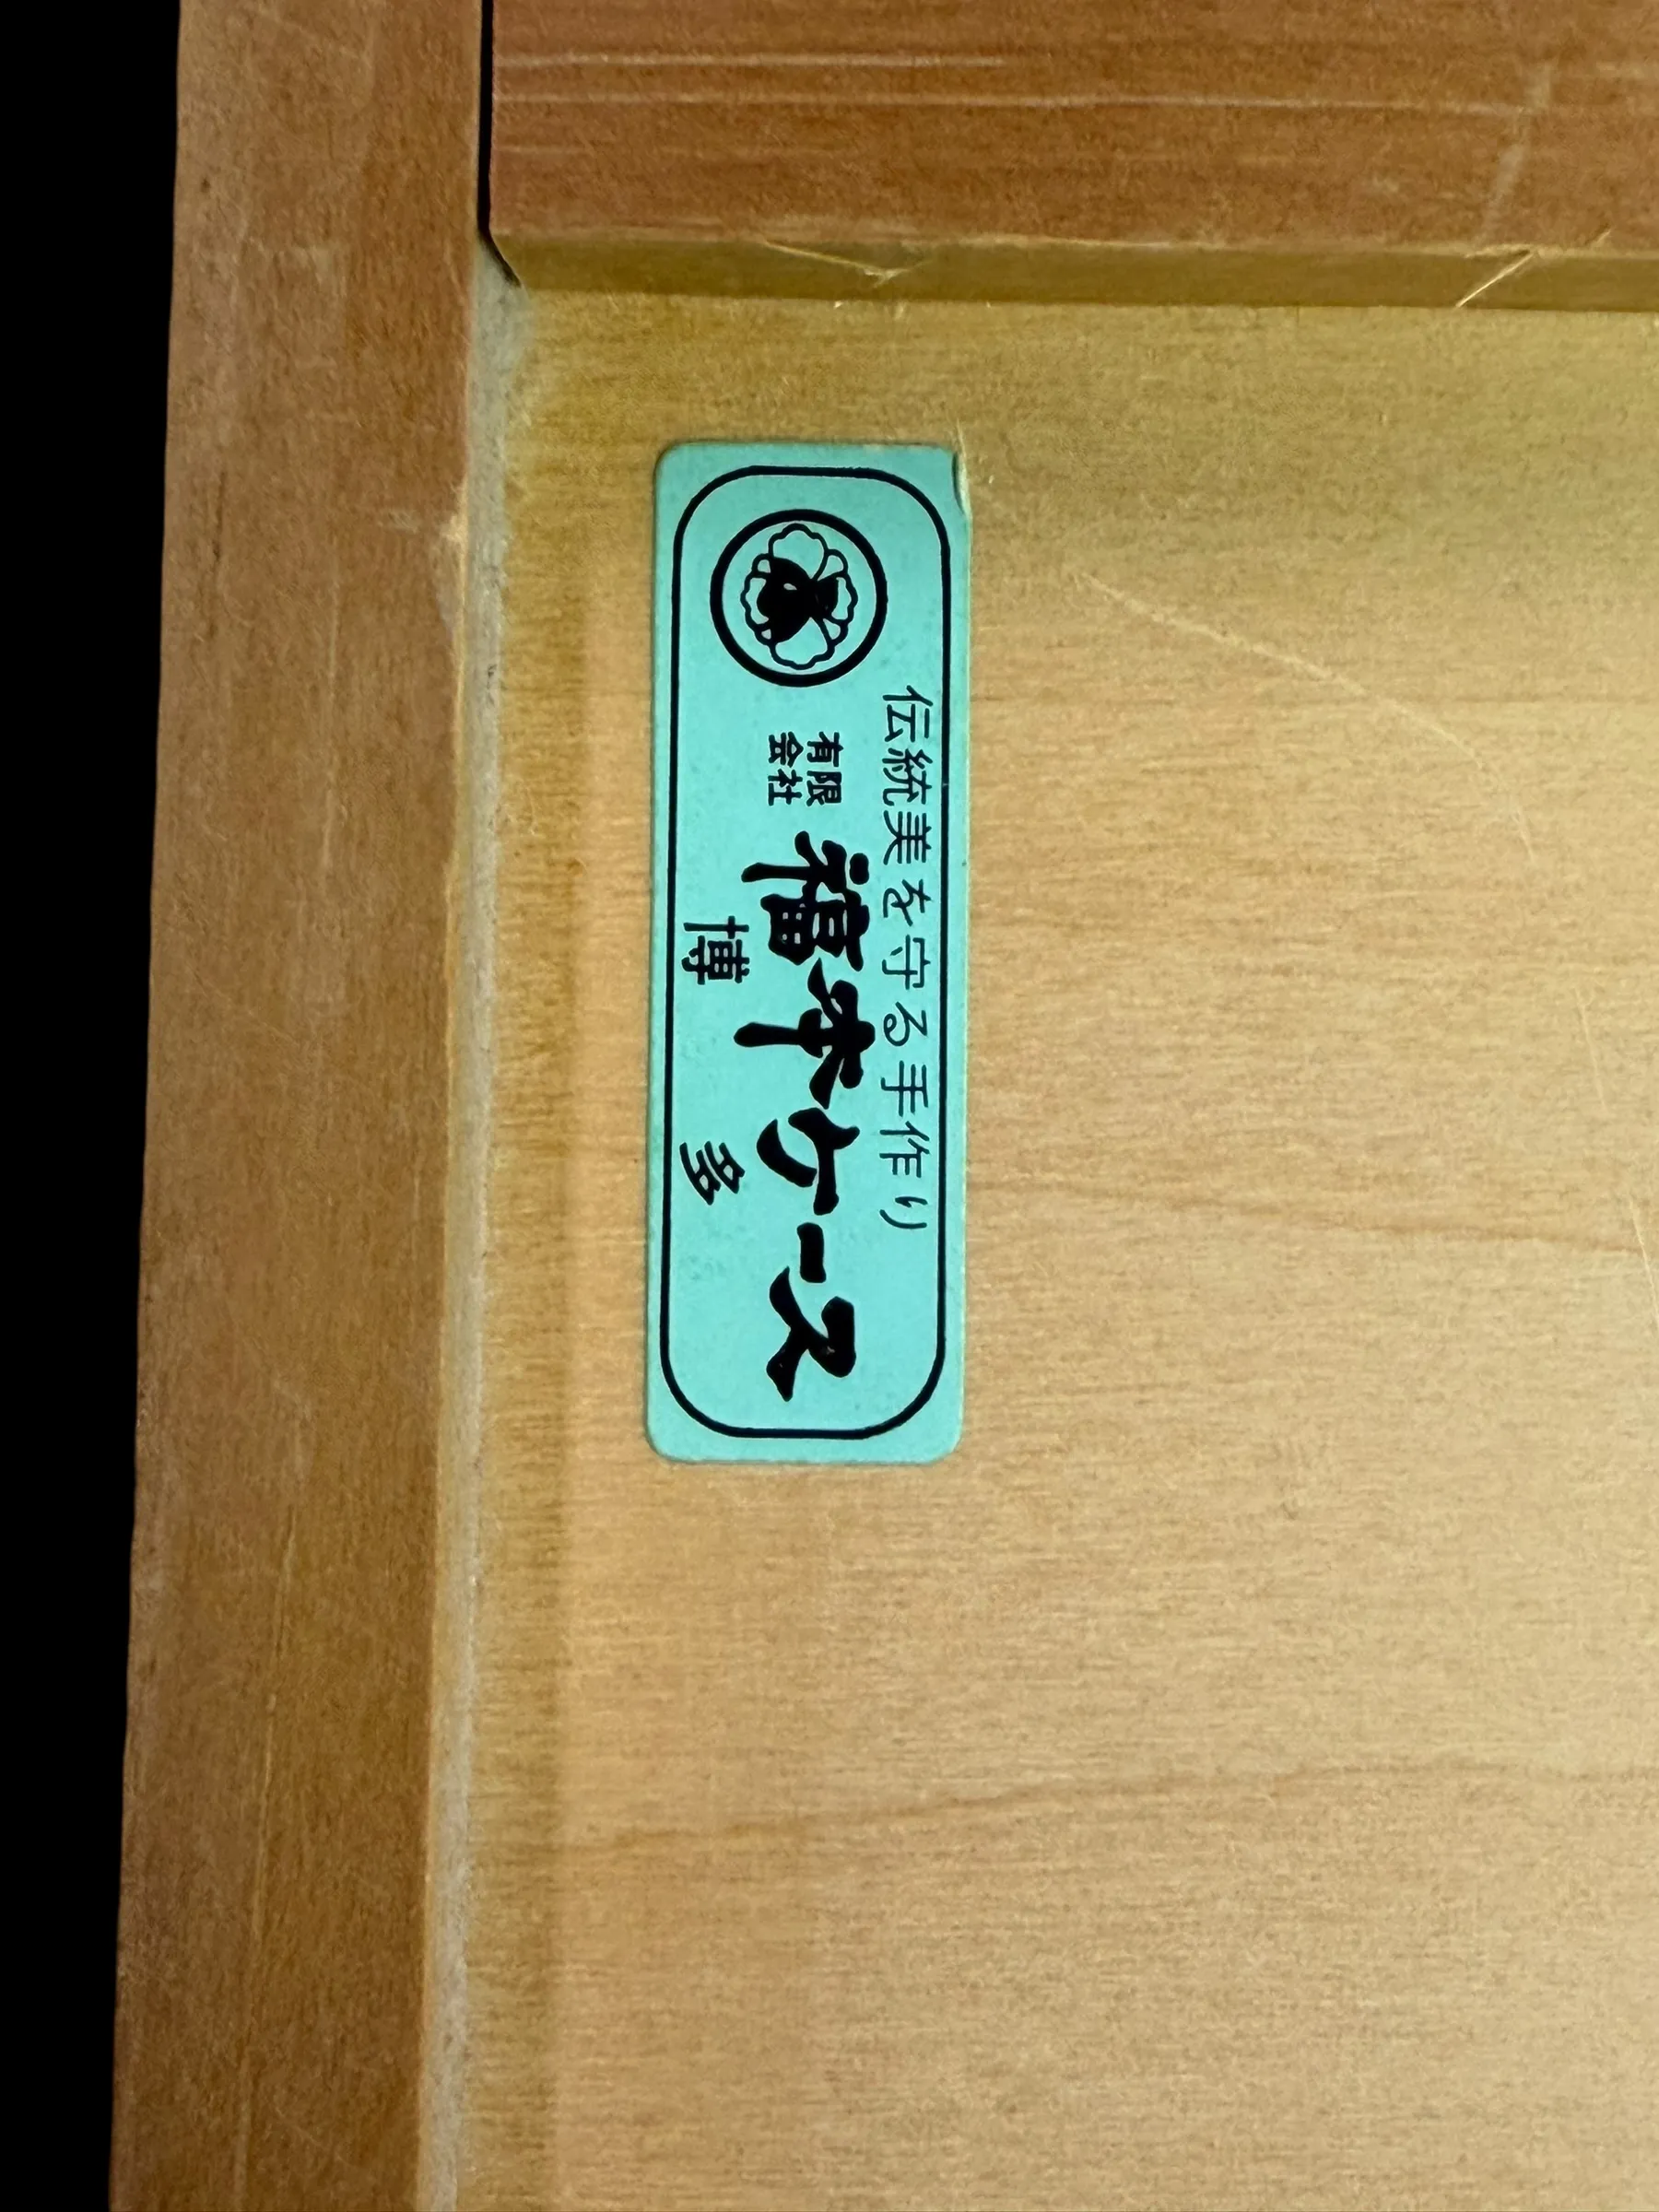 伝統美を守る手作り
有限会社 福キケース
博多